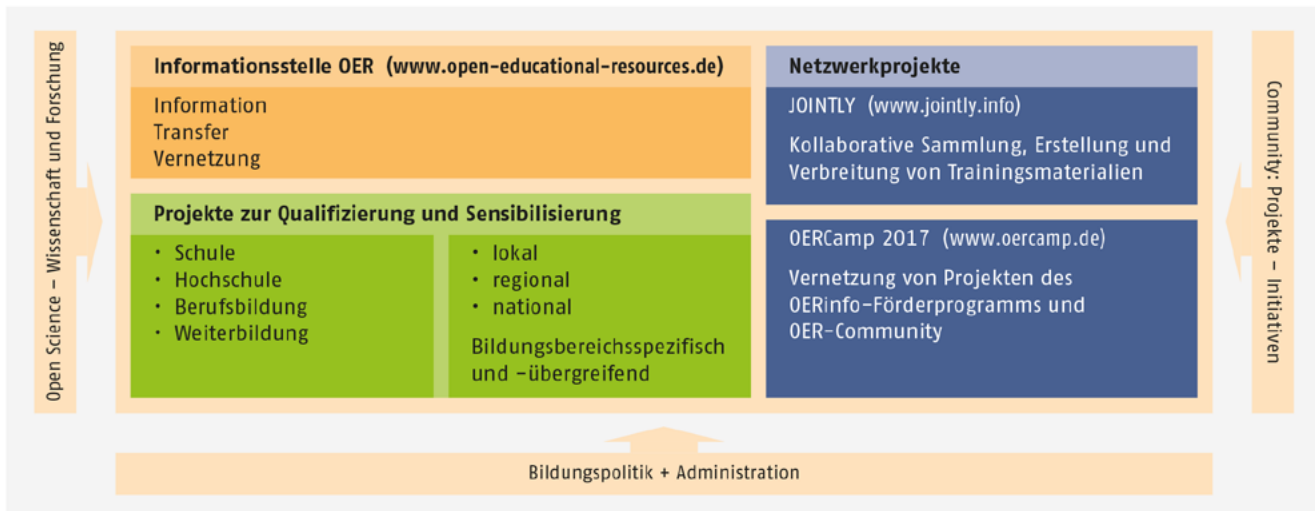 Open Science – Wissenschaft und Forschung
Informationsstelle OER (www.open-educational-resources.de)
Information
Transfer
Vernetzung
Projekte zur Qualifizierung und Sensibilisierung
· Schule
· Hochschule
· Berufsbildung
· Weiterbildung
· lokal
· regional
· national
Bildungsbereichsspezifisch
und -übergreifend
Netzwerkprojekte
JOINTLY (www.jointly.info)
Kollaborative Sammlung, Erstellung und
Verbreitung von Trainingsmaterialien
OERCamp 2017 (www.oercamp.de)
Vernetzung von Projekten des
OERinfo-Förderprogramms und
OER-Community
Community: Projekte – Initiativen
Bildungspolitik + Administration